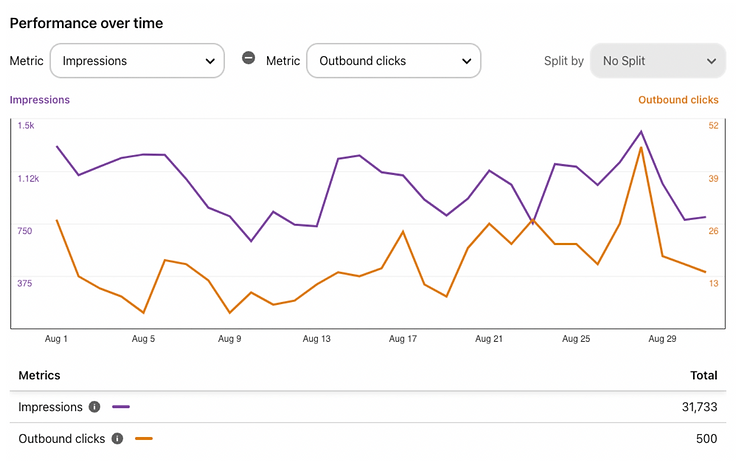 Performance over time
Metric Impressions Metric Outbound clicks Split by No Split
Impressions Outbound clicks
1.5k 52
1.12k 39
750 26
375 13
Aug 1 Aug 5 Aug 9 Aug 13 Aug 17 Aug 21 Aug 25 Aug 29
Metrics Total
Impressions 31,733
Outbound clicks 500